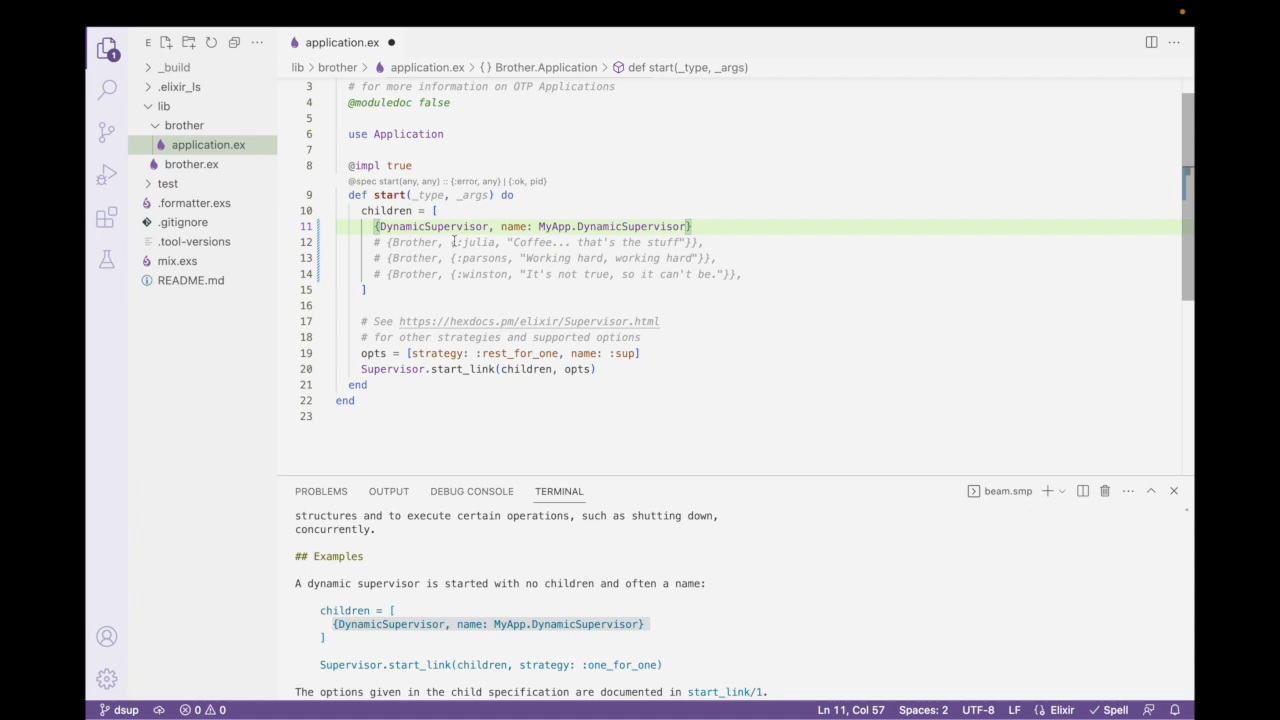 E
application.ex
_build
.elixir_ls
lib
brother
application.ex
brother.ex
test
.formatter.exs
.gitignore
.tool-versions
mix.exs
README.md
1
lib > brother > application.ex > { } Brother.Application > def start(_type, _args)
3 # for more information on OTP Applications
4 @moduledoc false
5
6 use Application
7
8 @impl true
@spec start(any, any) :: {:error, any} | {:ok, pid}
9 def start(_type, _args) do
10 children = [
11 {DynamicSupervisor, name: MyApp.DynamicSupervisor}
12 # {Brother, {:julia, "Coffee... that's the stuff"}},
13 # {Brother, {:parsons, "Working hard, working hard"}},
14 # {Brother, {:winston, "It's not true, so it can't be."}},
15 ]
16
17 # See https://hexdocs.pm/elixir/Supervisor.html
18 # for other strategies and supported options
19 opts = [strategy: :rest_for_one, name: :sup]
20 Supervisor.start_link(children, opts)
21 end
22 end
23
PROBLEMS OUTPUT DEBUG CONSOLE TERMINAL
beam.smp
structures and to execute certain operations, such as shutting down,
concurrently.
## Examples
A dynamic supervisor is started with no children and often a name:
children = [
{DynamicSupervisor, name: MyApp.DynamicSupervisor}
]
Supervisor.start_link(children, strategy: :one_for_one)
The options given in the child specification are documented in start_link/1.
dsup 0 0 Ln 11, Col 57 Spaces: 2 UTF-8 LF Elixir Spell